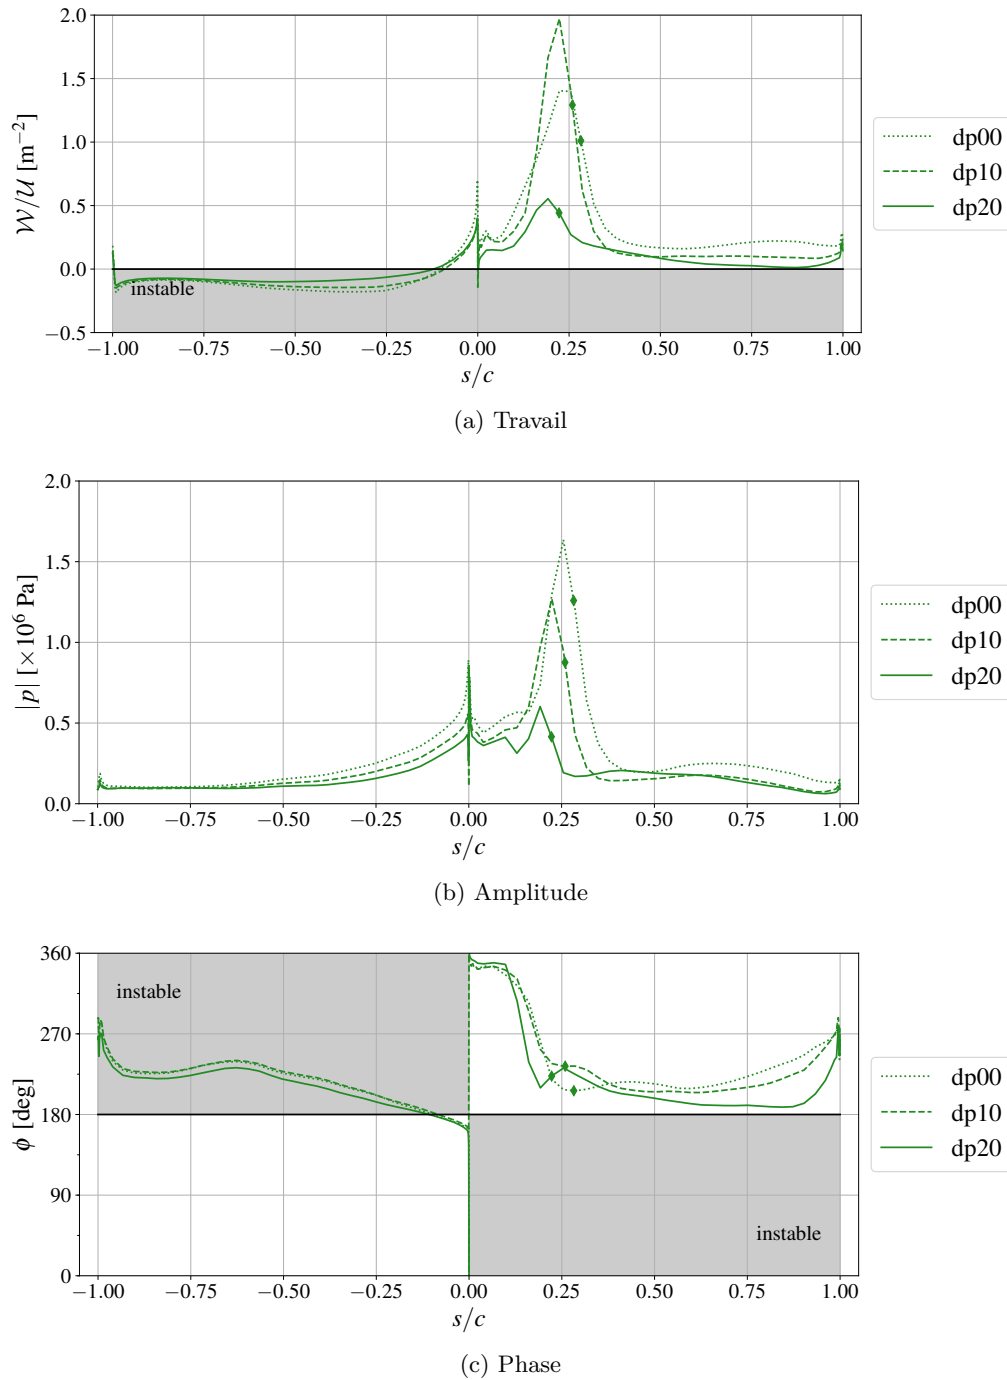 2.0
1.5
1.0
0.5
0.0
−0.5
W/U [m⁻²]
instable
−1.00 −0.75 −0.50 −0.25 0.00 0.25 0.50 0.75 1.00
s/c
dp00
dp10
dp20
(a) Travail
2.0
1.5
1.0
0.5
0.0
|p| [×10⁶ Pa]
−1.00 −0.75 −0.50 −0.25 0.00 0.25 0.50 0.75 1.00
s/c
dp00
dp10
dp20
(b) Amplitude
360
270
180
90
0
ϕ [deg]
instable
instable
−1.00 −0.75 −0.50 −0.25 0.00 0.25 0.50 0.75 1.00
s/c
dp00
dp10
dp20
(c) Phase